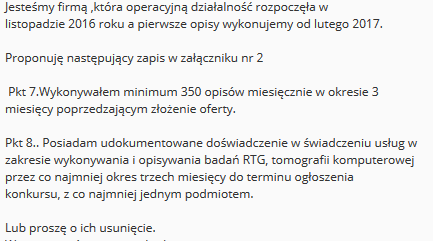 Jesteśmy firmą ,która operacyjną działalność rozpoczęła w
listopadzie 2016 roku a pierwsze opisy wykonujemy od lutego 2017.
Proponuję następujący zapis w załączniku nr 2
Pkt 7.Wykonywałem minimum 350 opisów miesięcznie w okresie 3
miesięcy poprzedzającym złożenie oferty.
Pkt 8.. Posiadam udokumentowane doświadczenie w świadczeniu usług w
zakresie wykonywania i opisywania badań RTG, tomografii komputerowej
przez co najmniej okres trzech miesięcy do terminu ogłoszenia
konkursu, z co najmniej jednym podmiotem.
Lub proszę o ich usunięcie.